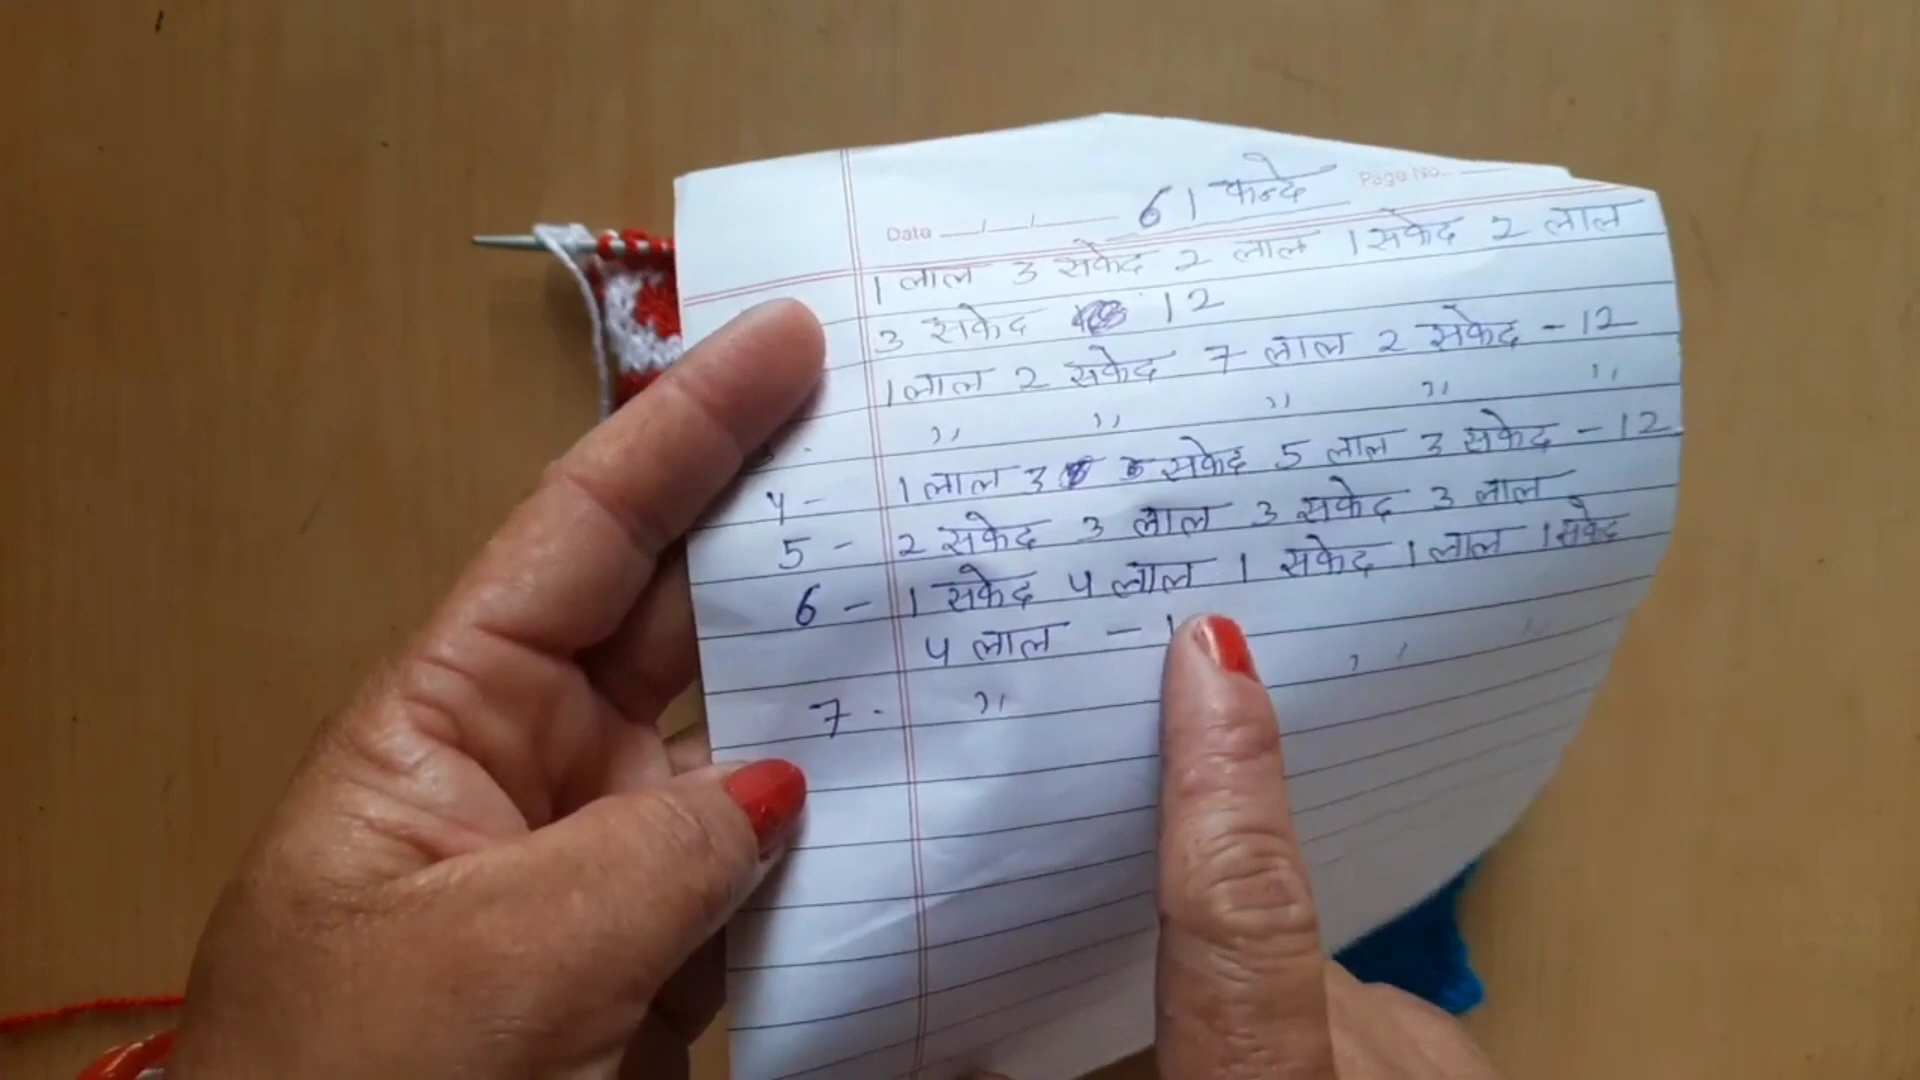 61 फन्दे Page No.
Date
1 लाल 3 सफेद 2 लाल 1 सफेद 2 लाल
3 सफेद 12
1 लाल 2 सफेद 7 लाल 2 सफेद - 12
3. ,, ,, ,, ,, ,,
4 - 1 लाल 3 सफेद 5 लाल 3 सफेद - 12
5 - 2 सफेद 3 लाल 3 सफेद 3 लाल
6 - 1 सफेद 4 लाल 1 सफेद 1 लाल 1 सफेद
4 लाल - 1
7. ,, ,, ,,